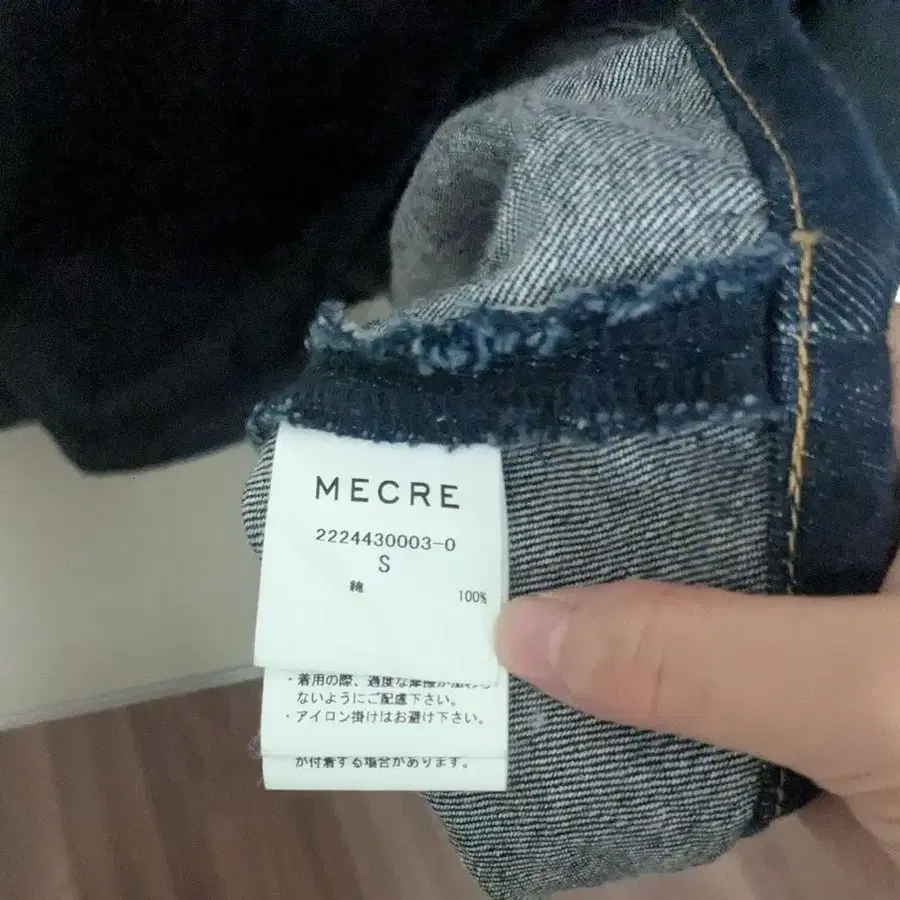 MECRE
2224430003-0
S
綿 100%
・着用の際、過度な摩擦が加わら
ないようにご配慮下さい。
・アイロン掛けはお避け下さい。
が付着する場合があります。